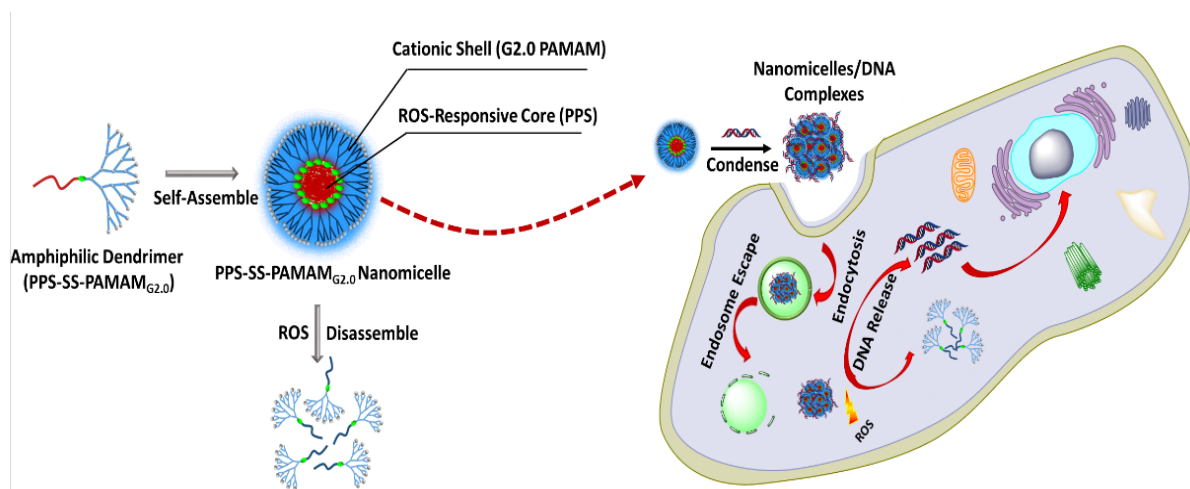 Cationic Shell (G2.0 PAMAM)
ROS-Responsive Core (PPS)
Self-Assemble
Amphiphilic Dendrimer
(PPS-SS-PAMAMG2.0)
PPS-SS-PAMAMG2.0 Nanomicelle
ROS Disassemble
Nanomicelles/DNA
Complexes
Condense
Endocytosis
Endosome Escape
DNA Release
ROS